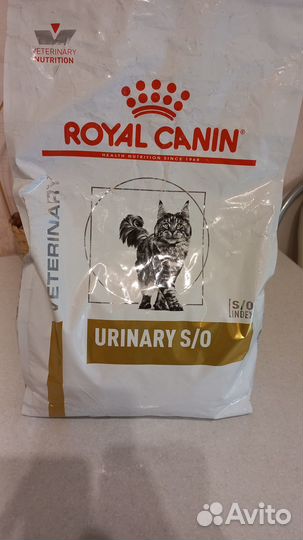 VETERINARY
NUTRITION
ROYAL CANIN
HEALTH NUTRITION SINCE 1968
VETERINARY
S/O
INDEX
URINARY S/O
Avito